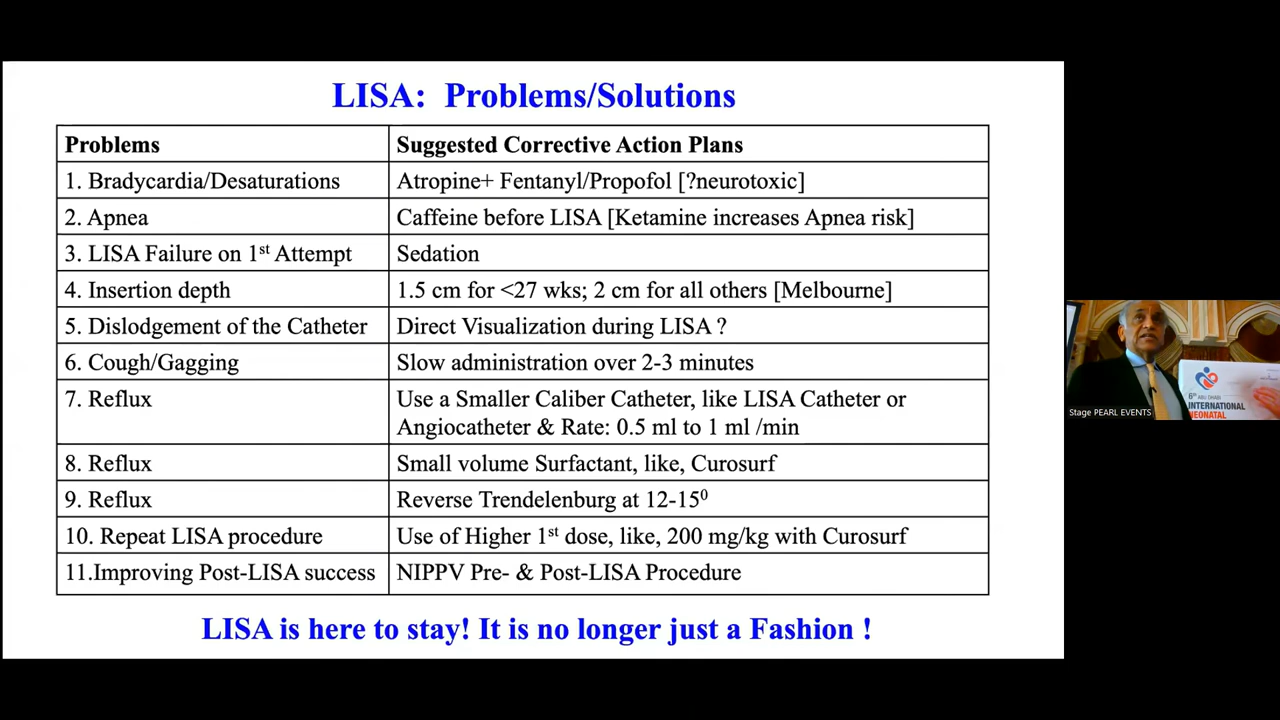 LISA: Problems/Solutions
Problems
Suggested Corrective Action Plans
1. Bradycardia/Desaturations
Atropine+ Fentanyl/Propofol [?neurotoxic]
2. Apnea
Caffeine before LISA [Ketamine increases Apnea risk]
3. LISA Failure on 1st Attempt
Sedation
4. Insertion depth
1.5 cm for <27 wks; 2 cm for all others [Melbourne]
5. Dislodgement of the Catheter
Direct Visualization during LISA ?
6. Cough/Gagging
Slow administration over 2-3 minutes
7. Reflux
Use a Smaller Caliber Catheter, like LISA Catheter or
Angiocatheter & Rate: 0.5 ml to 1 ml /min
8. Reflux
Small volume Surfactant, like, Curosurf
9. Reflux
Reverse Trendelenburg at 12-15⁰
10. Repeat LISA procedure
Use of Higher 1st dose, like, 200 mg/kg with Curosurf
11.Improving Post-LISA success
NIPPV Pre- & Post-LISA Procedure
LISA is here to stay! It is no longer just a Fashion !
6th ABU DHABI
INTERNATIONAL
NEONATAL
Stage PEARL EVENTS